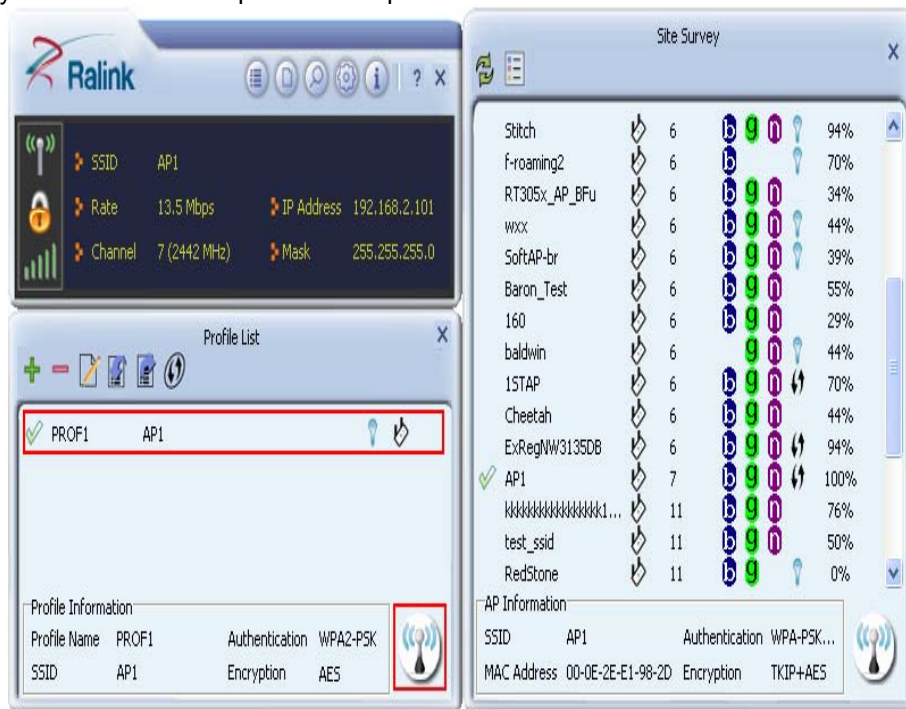 Ralink
? X
SSID AP1
Rate 13.5 Mbps IP Address 192.168.2.101
Channel 7 (2442 MHz) Mask 255.255.255.0
Profile List X
PROF1 AP1
Profile Information
Profile Name PROF1 Authentication WPA2-PSK
SSID AP1 Encryption AES
Site Survey X
Stitch 6 b g n 94%
f-roaming2 6 b 70%
RT305x_AP_BFu 6 b g n 34%
wxx 6 b g n 44%
SoftAP-br 6 b g n 39%
Baron_Test 6 b g n 55%
160 6 b g n 29%
baldwin 6 g n 44%
1STAP 6 b g n 70%
Cheetah 6 b g n 44%
ExRegNW3135DB 6 b g n 94%
AP1 7 b g n 100%
11 b g n 76%
test_ssid 11 b g n 50%
RedStone 11 b g 0%
AP Information
SSID AP1 Authentication WPA-PSK...
MAC Address 00-0E-2E-E1-98-2D Encryption TKIP+AES